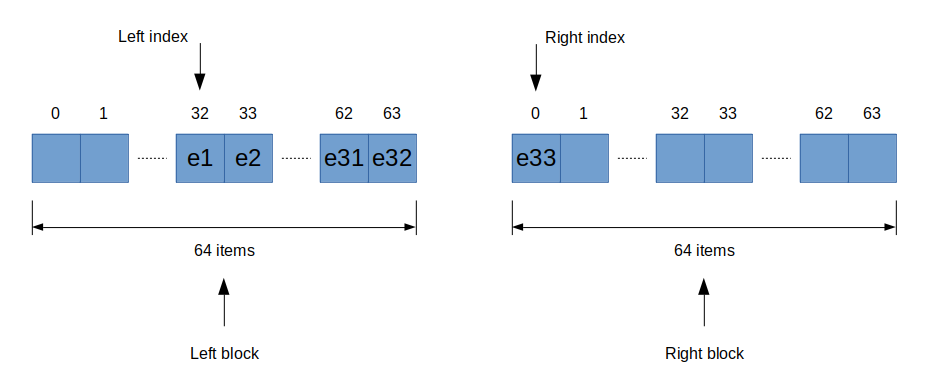 Left index
Right index
0 1 32 33 62 63
0 1 32 33 62 63
e1 e2 e31 e32
e33
64 items
64 items
Left block
Right block